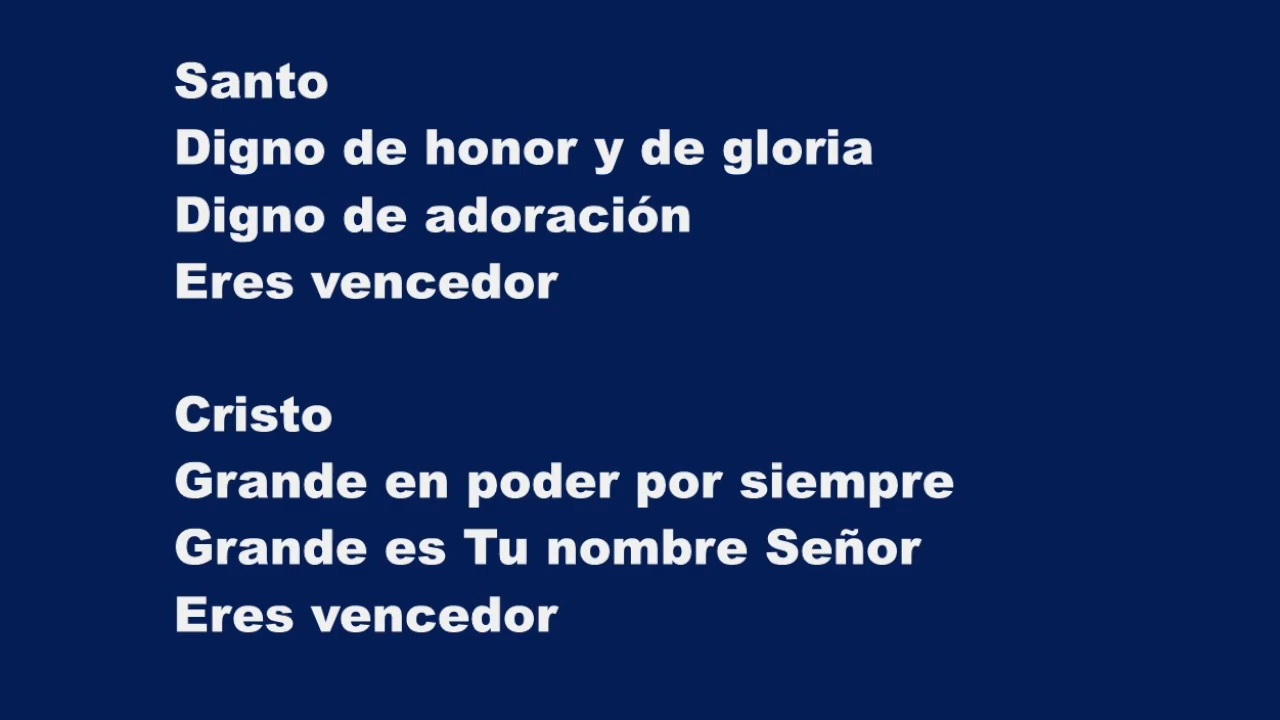 Santo
Digno de honor y de gloria
Digno de adoración
Eres vencedor
Cristo
Grande en poder por siempre
Grande es Tu nombre Señor
Eres vencedor